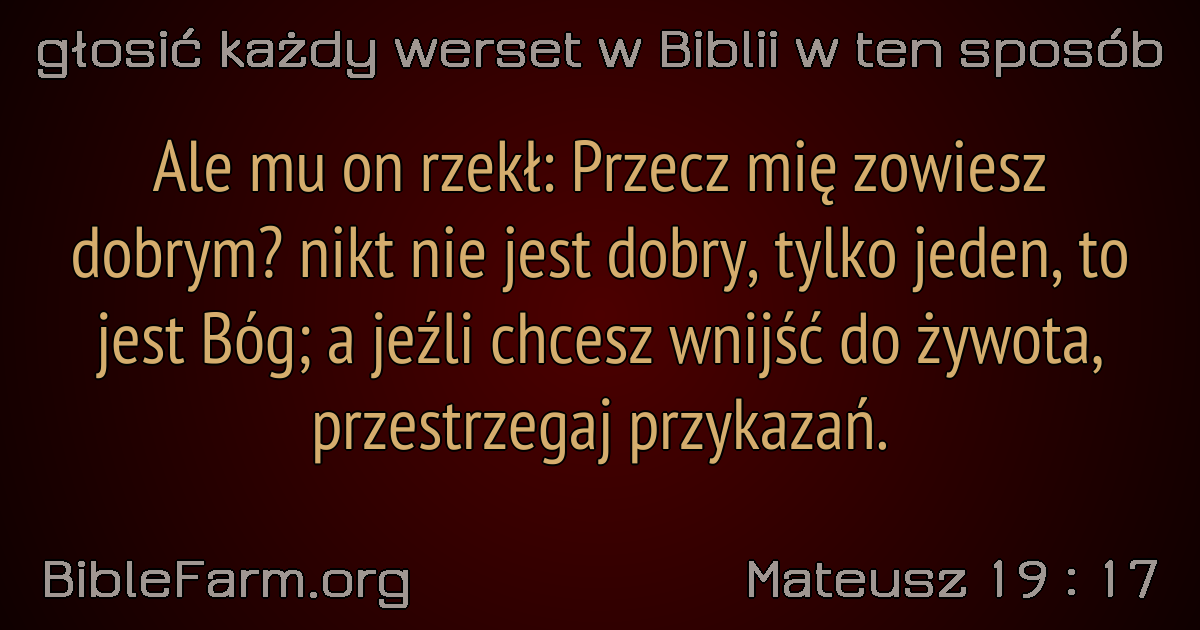 głosić każdy werset w Biblii w ten sposób
Ale mu on rzekł: Przecz mię zowiesz
dobrym? nikt nie jest dobry, tylko jeden, to
jest Bóg; a jeźli chcesz wnijść do żywota,
przestrzegaj przykazań.
BibleFarm.org
Mateusz 19 : 17